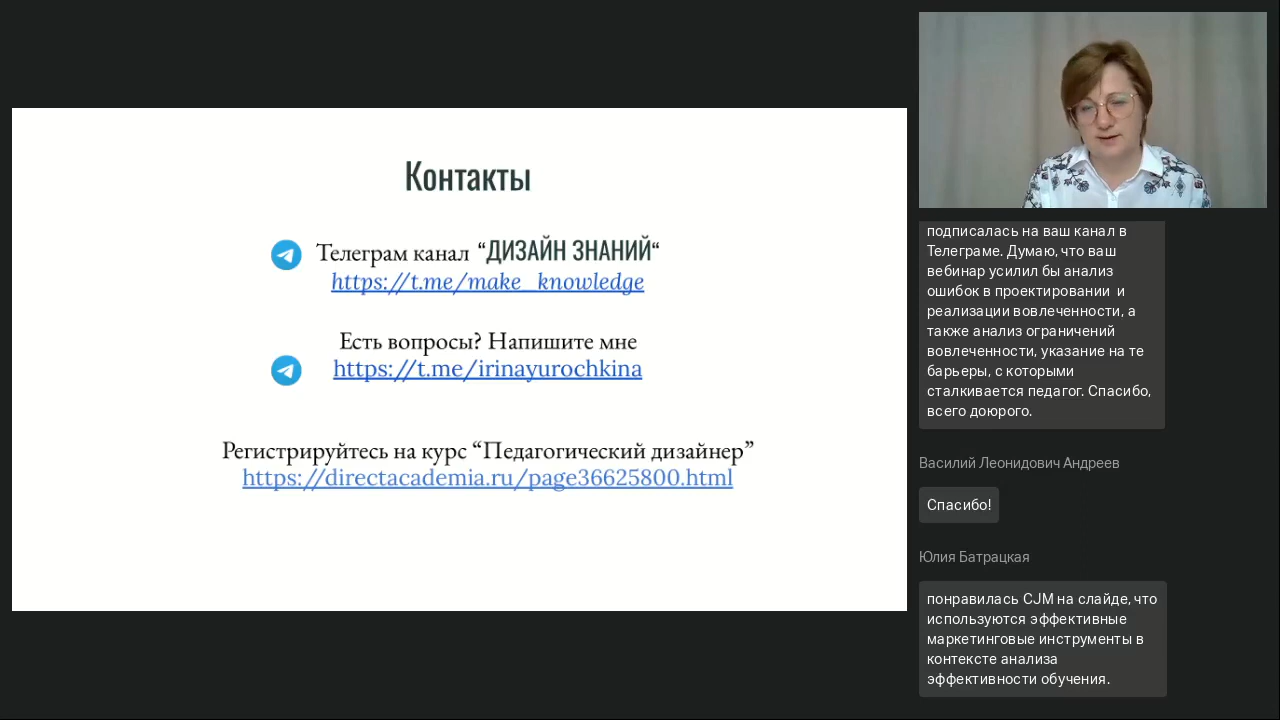 Контакты
Телеграм канал “ДИЗАЙН ЗНАНИЙ“
https://t.me/make_knowledge
Есть вопросы? Напишите мне
https://t.me/irinayurochkina
Регистрируйтесь на курс “Педагогический дизайнер”
https://directacademia.ru/page36625800.html
подписалась на ваш канал в
Телеграме. Думаю, что ваш
вебинар усилил бы анализ
ошибок в проектировании и
реализации вовлеченности, а
также анализ ограничений
вовлеченности, указание на те
барьеры, с которыми
сталкивается педагог. Спасибо,
всего доюрого.
Василий Леонидович Андреев
Спасибо!
Юлия Батрацкая
понравилась CJM на слайде, что
используются эффективные
маркетинговые инструменты в
контексте анализа
эффективности обучения.